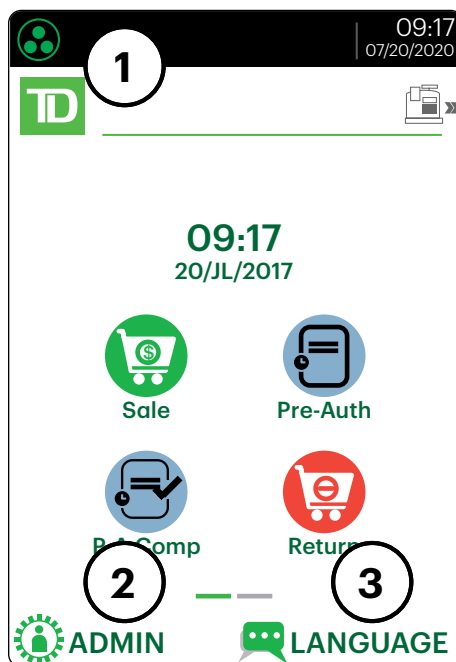 09:17
07/20/2020
1
TD
09:17
20/JL/2017
Sale
Pre-Auth
Comp
Return
2
3
ADMIN
LANGUAGE